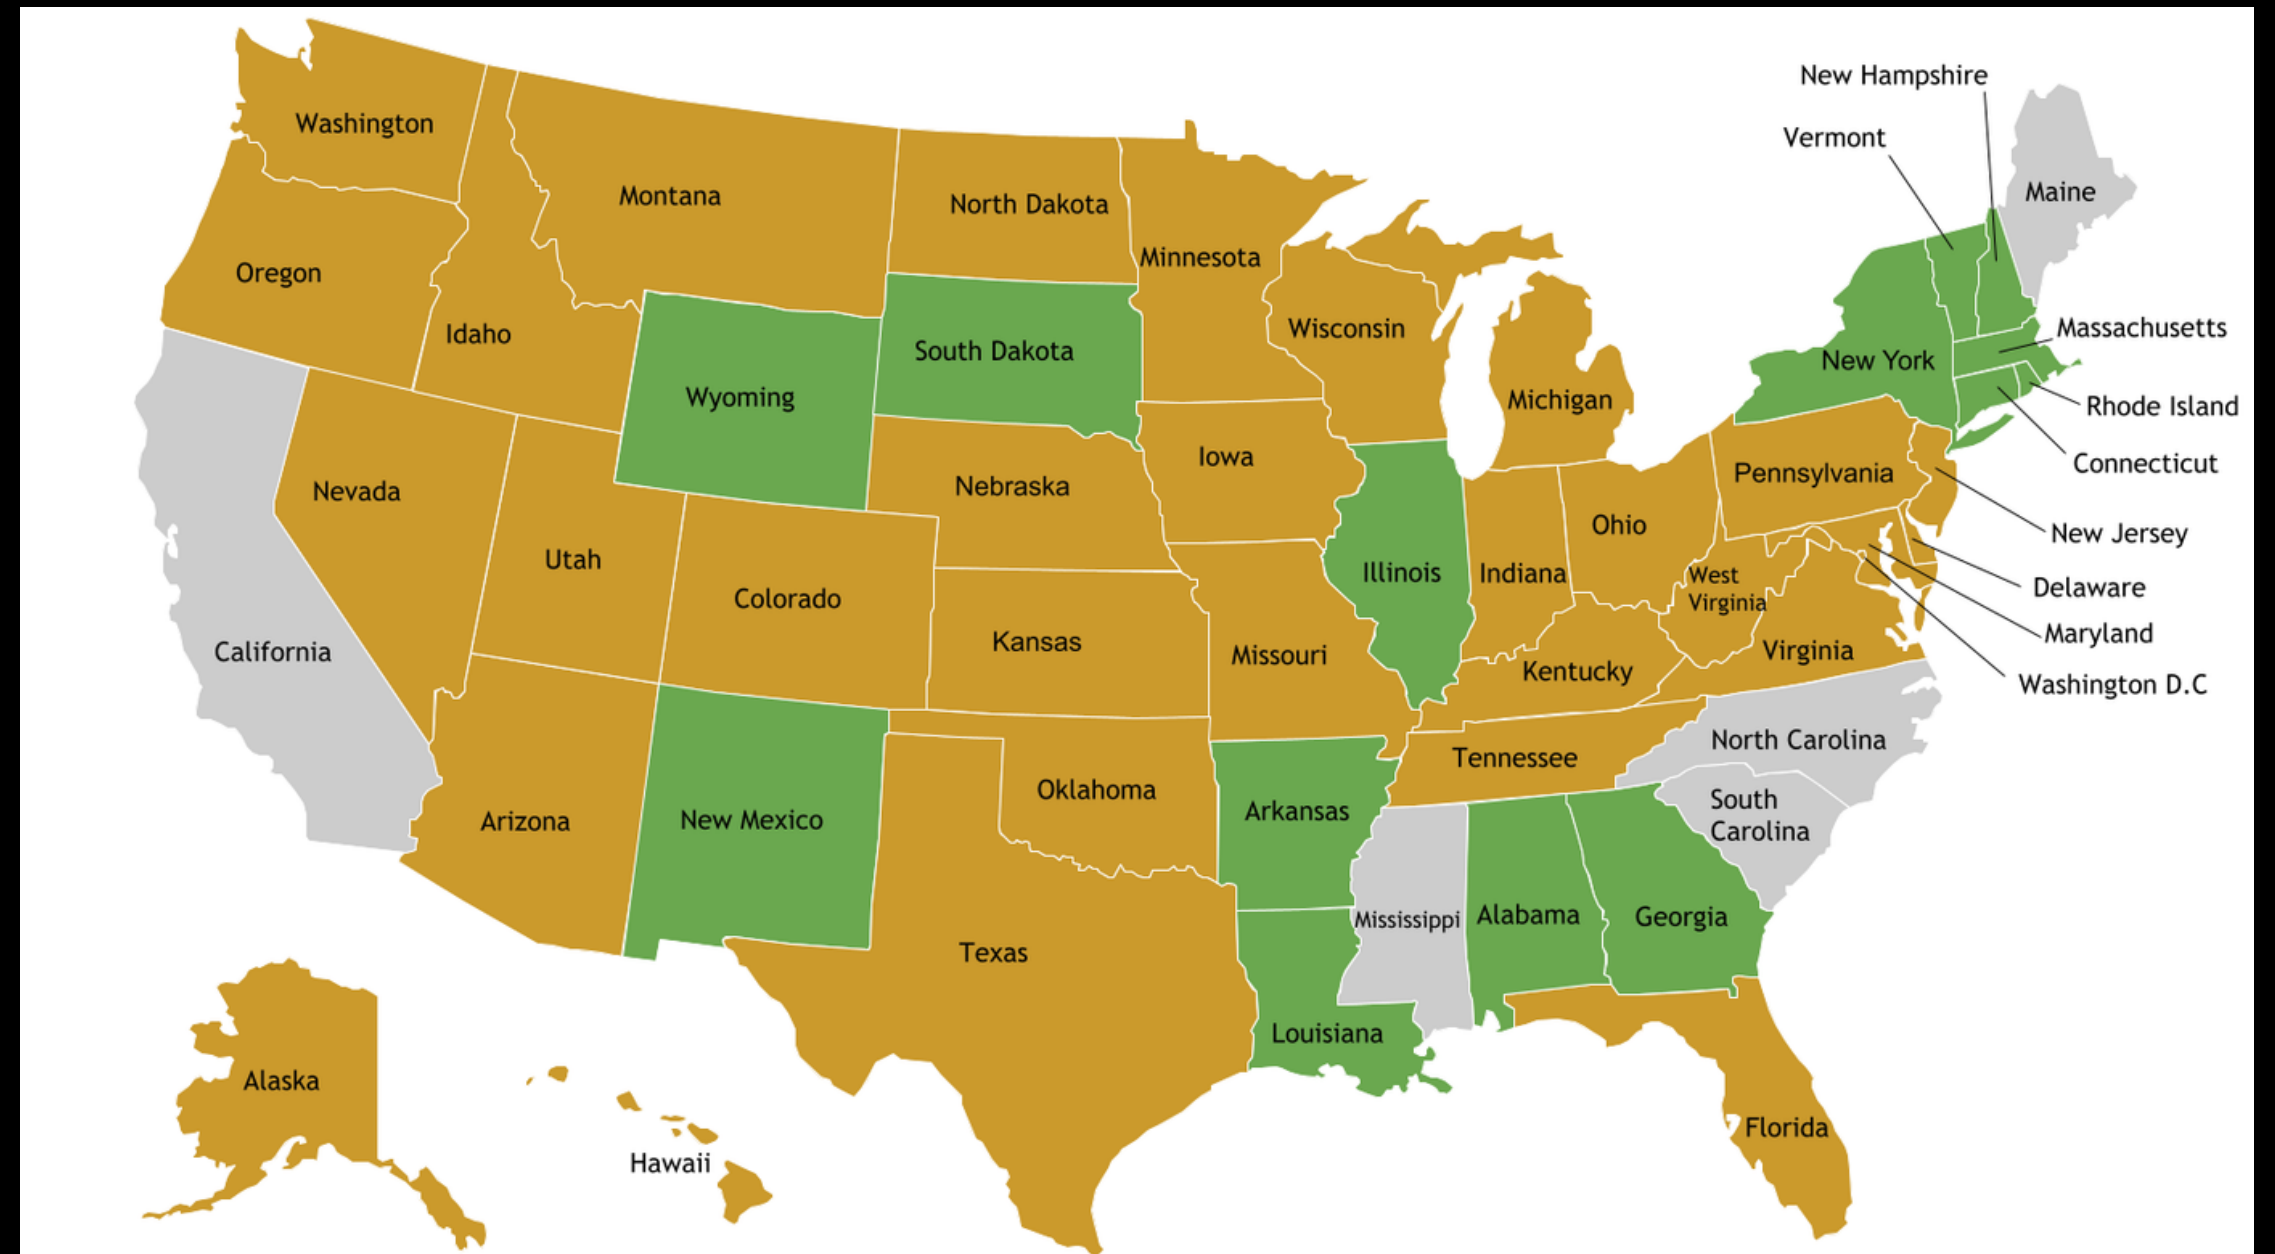 New Hampshire
Vermont
Washington
Maine
Montana
North Dakota
Minnesota
Oregon
Idaho
Wisconsin
Massachusetts
South Dakota
New York
Wyoming
Michigan
Rhode Island
Iowa
Connecticut
Pennsylvania
Nebraska
Nevada
Ohio
New Jersey
Utah
Illinois
Indiana
West
Virginia
Delaware
Colorado
Maryland
Kansas
California
Missouri
Virginia
Kentucky
Washington D.C
North Carolina
Tennessee
Oklahoma
South
Carolina
Arkansas
Arizona
New Mexico
Mississippi
Alabama
Georgia
Texas
Louisiana
Alaska
Florida
Hawaii